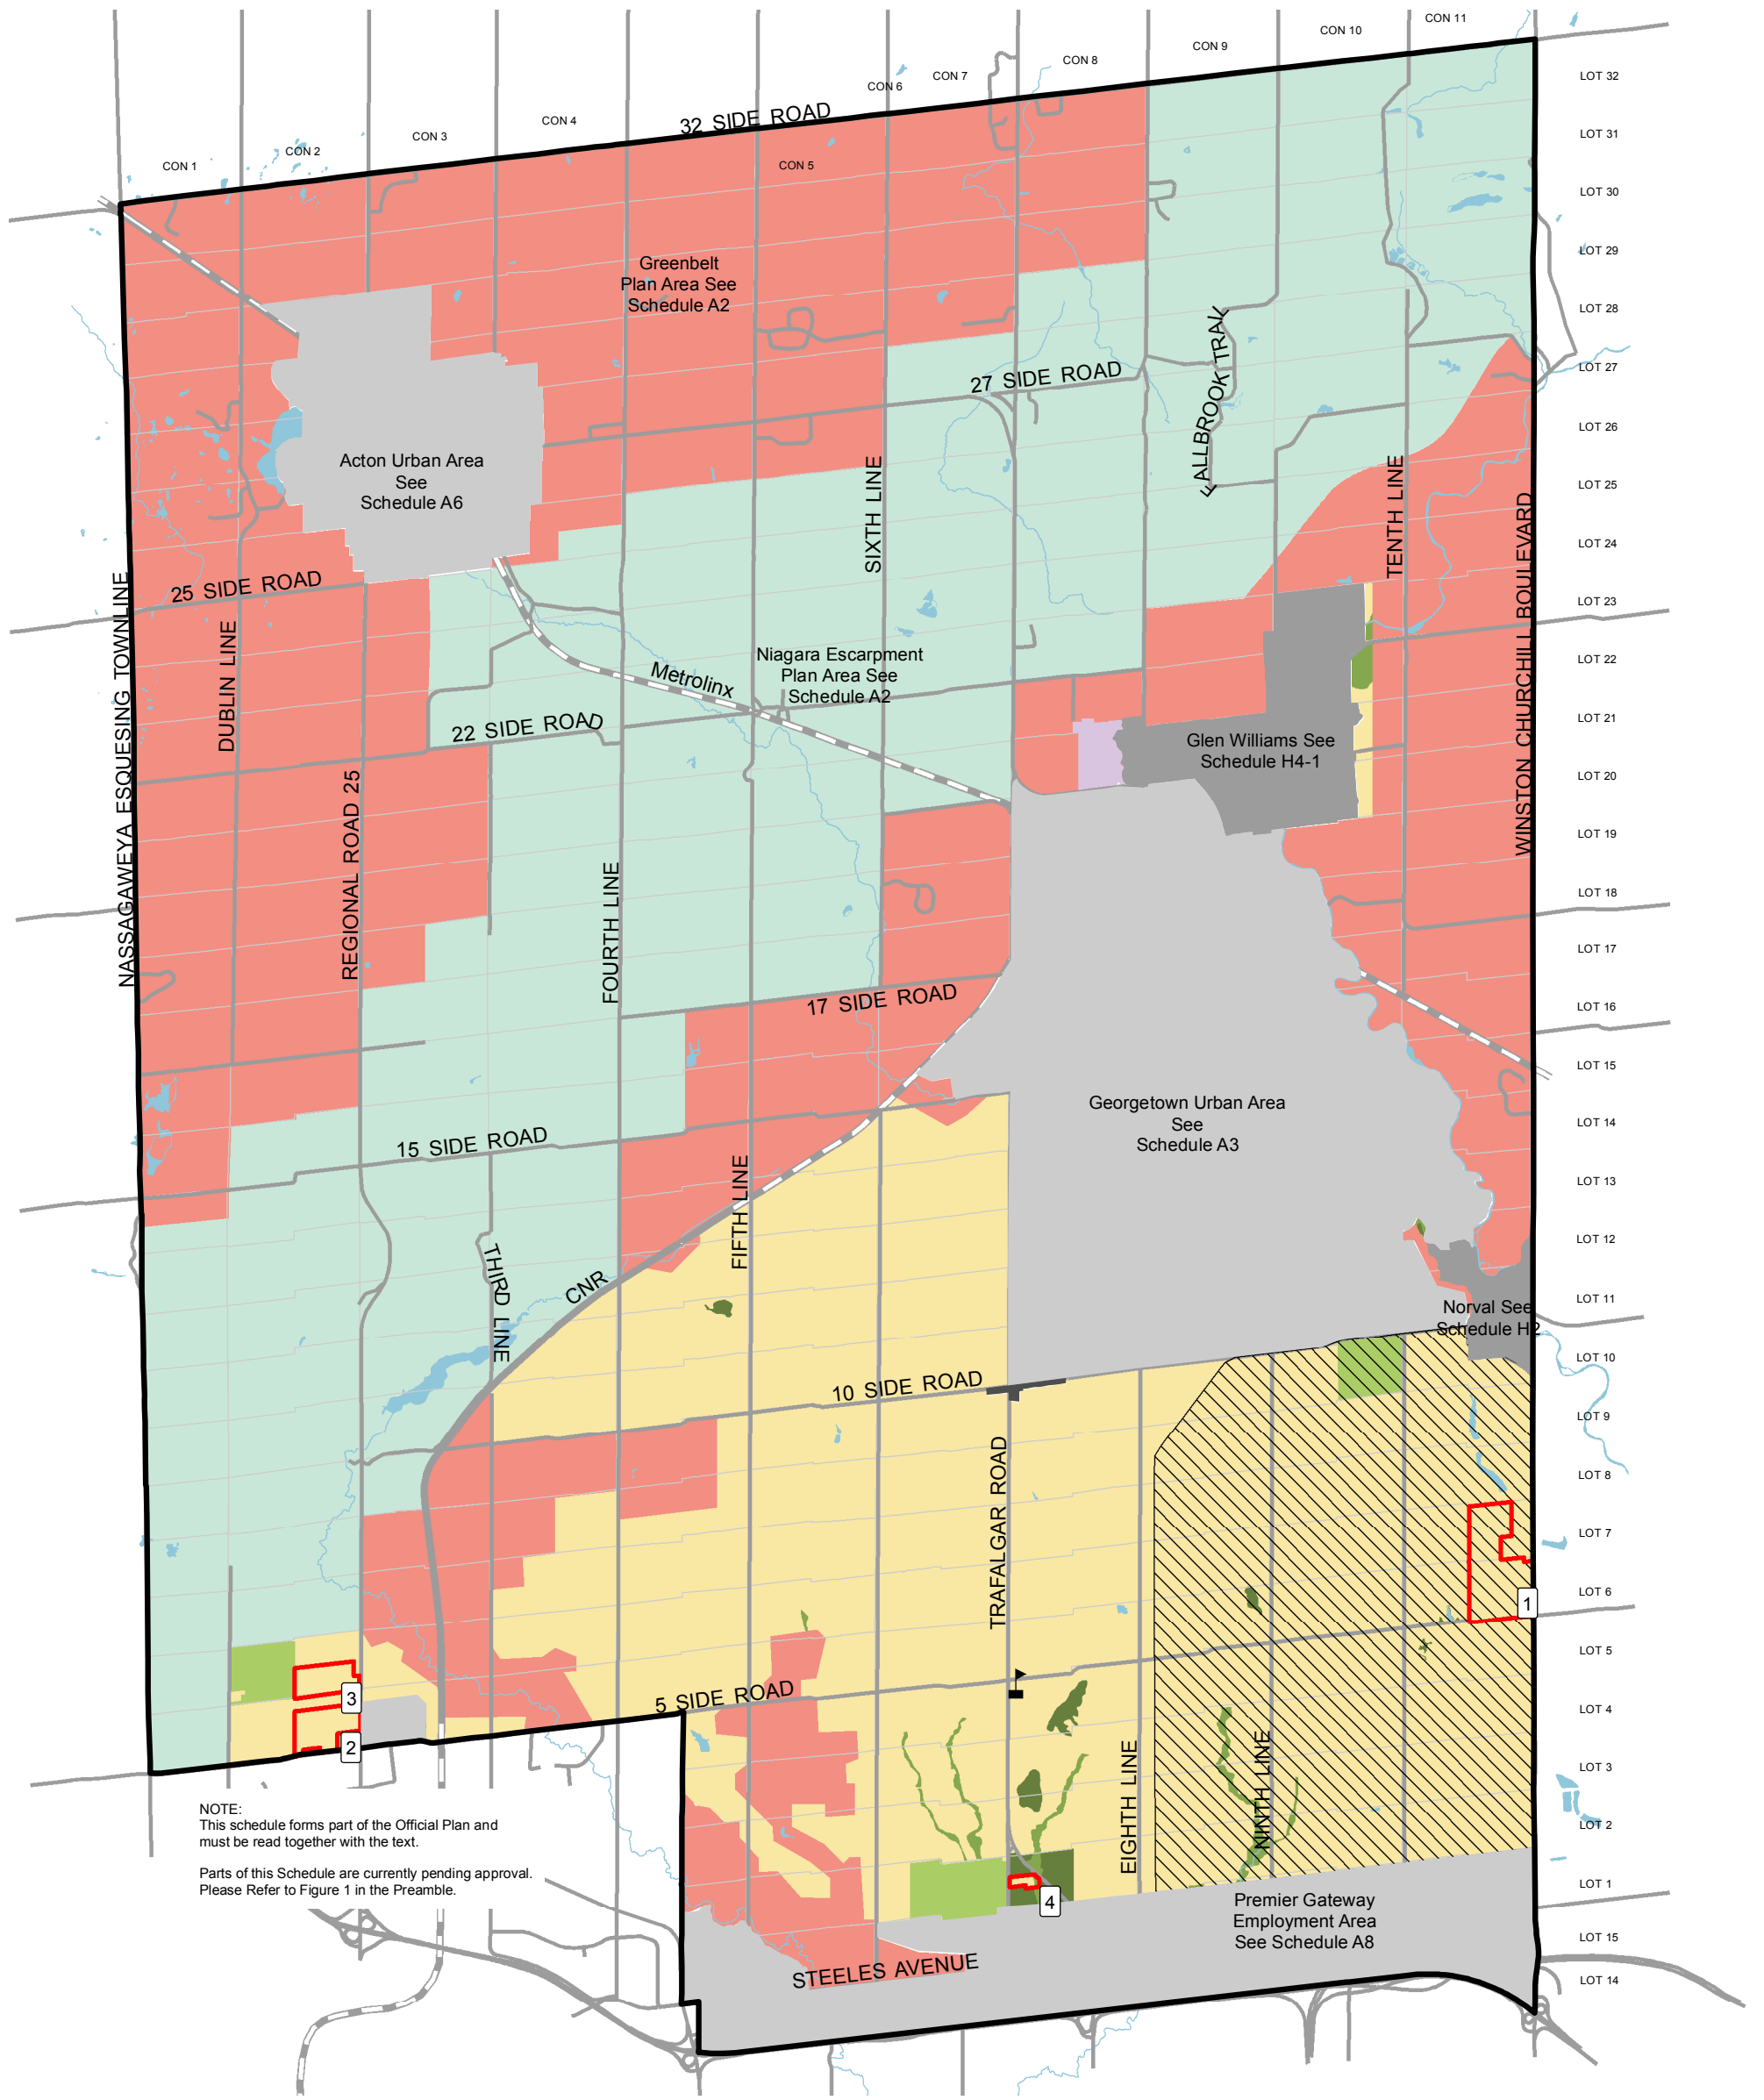 CON 11
CON 10
CON 9
CON 8
CON 7
CON 6
CON 5
CON 4
CON 3
CON 2
CON 1
32 SIDE ROAD
LOT 32
LOT 31
LOT 30
LOT 29
LOT 28
LOT 27
LOT 26
LOT 25
LOT 24
LOT 23
LOT 22
LOT 21
LOT 20
LOT 19
LOT 18
LOT 17
LOT 16
LOT 15
LOT 14
LOT 13
LOT 12
LOT 11
LOT 10
LOT 9
LOT 8
LOT 7
LOT 6
LOT 5
LOT 4
LOT 3
LOT 2
LOT 1
LOT 15
LOT 14
Greenbelt
Plan Area See
Schedule A2
27 SIDE ROAD
ALLBROOK TRAIL
Acton Urban Area
See
Schedule A6
SIXTH LINE
TENTH LINE
WINSTON CHURCHILL BOULEVARD
25 SIDE ROAD
NASSAGAWEYA ESQUESING TOWNLINE
DUBLIN LINE
Niagara Escarpment
Plan Area See
Schedule A2
Metrolinx
22 SIDE ROAD
Glen Williams See
Schedule H4-1
REGIONAL ROAD 25
FOURTH LINE
17 SIDE ROAD
Georgetown Urban Area
See
Schedule A3
15 SIDE ROAD
FIFTH LINE
THIRD LINE
CNR
Norval See
Schedule H2
10 SIDE ROAD
TRAFALGAR ROAD
1
3
2
5 SIDE ROAD
EIGHTH LINE
NINTH LINE
4
NOTE:
This schedule forms part of the Official Plan and
must be read together with the text.
Parts of this Schedule are currently pending approval.
Please Refer to Figure 1 in the Preamble.
Premier Gateway
Employment Area
See Schedule A8
STEELES AVENUE